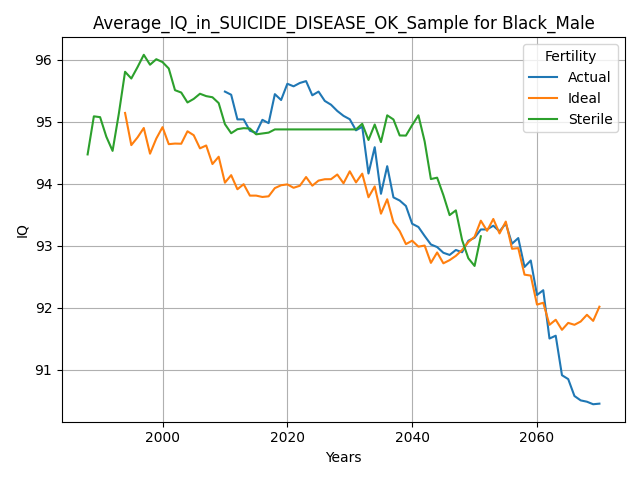 Average_IQ_in_SUICIDE_DISEASE_OK_Sample for Black_Male
Fertility
Actual
Ideal
Sterile
IQ
96
95
94
93
92
91
2000
2020
2040
2060
Years